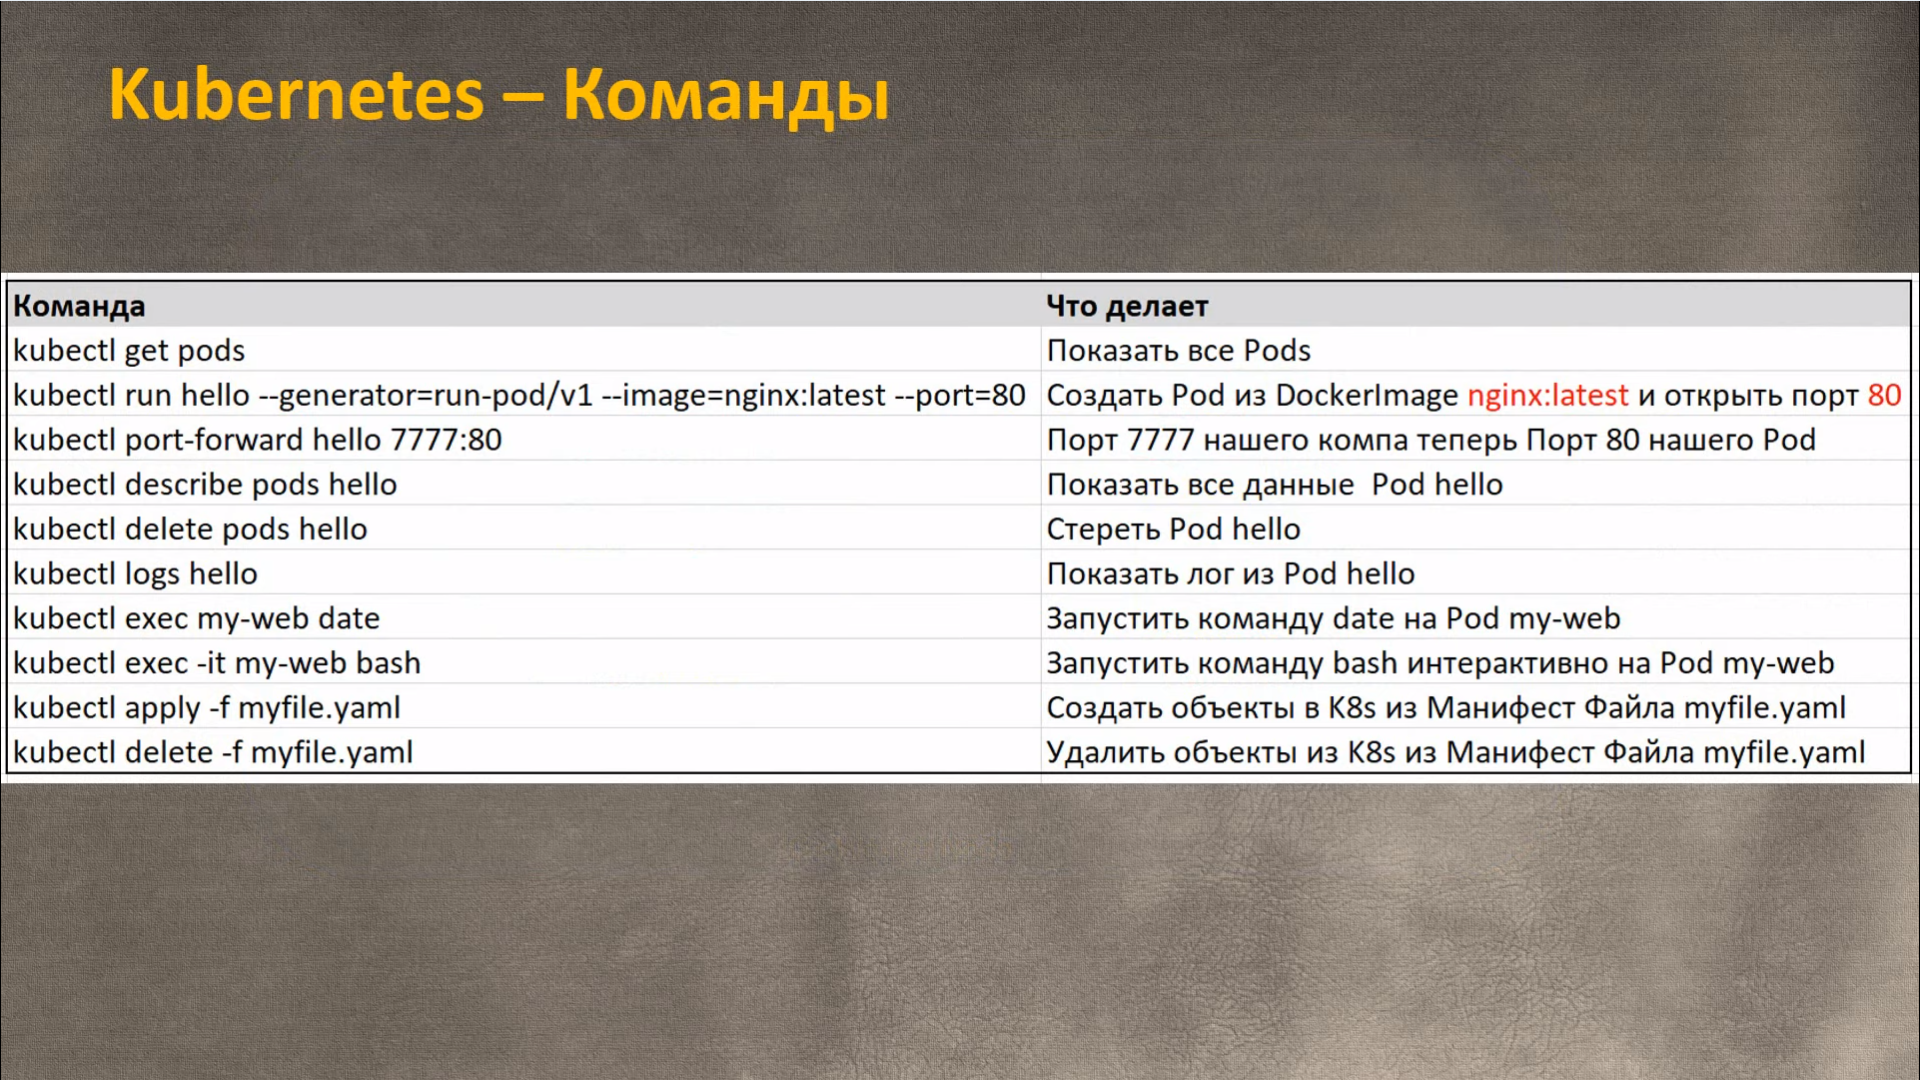 Kubernetes – Команды
Команда Что делает
kubectl get pods Показать все Pods
kubectl run hello --generator=run-pod/v1 --image=nginx:latest --port=80 Создать Pod из DockerImage nginx:latest и открыть порт 80
kubectl port-forward hello 7777:80 Порт 7777 нашего компа теперь Порт 80 нашего Pod
kubectl describe pods hello Показать все данные  Pod hello
kubectl delete pods hello Стереть Pod hello
kubectl logs hello Показать лог из Pod hello
kubectl exec my-web date Запустить команду date на Pod my-web
kubectl exec -it my-web bash Запустить команду bash интерактивно на Pod my-web
kubectl apply -f myfile.yaml Создать объекты в K8s из Манифест Файла myfile.yaml
kubectl delete -f myfile.yaml Удалить объекты из K8s из Манифест Файла myfile.yaml